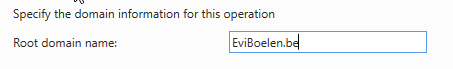 Specify the domain information for this operation
Root domain name: EviBoelen.be